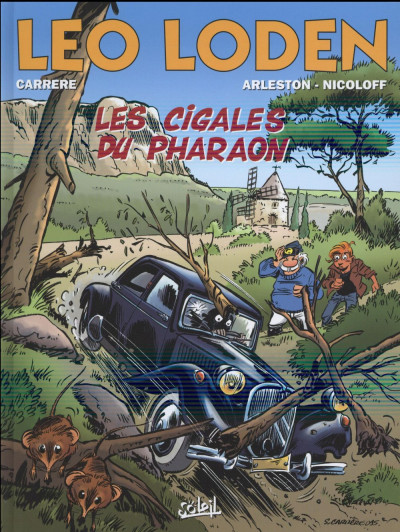 LEO LODEN
CARRERE
ARLESTON - NICOLOFF
LES CIGALES
DU PHARAON
SOLEIL